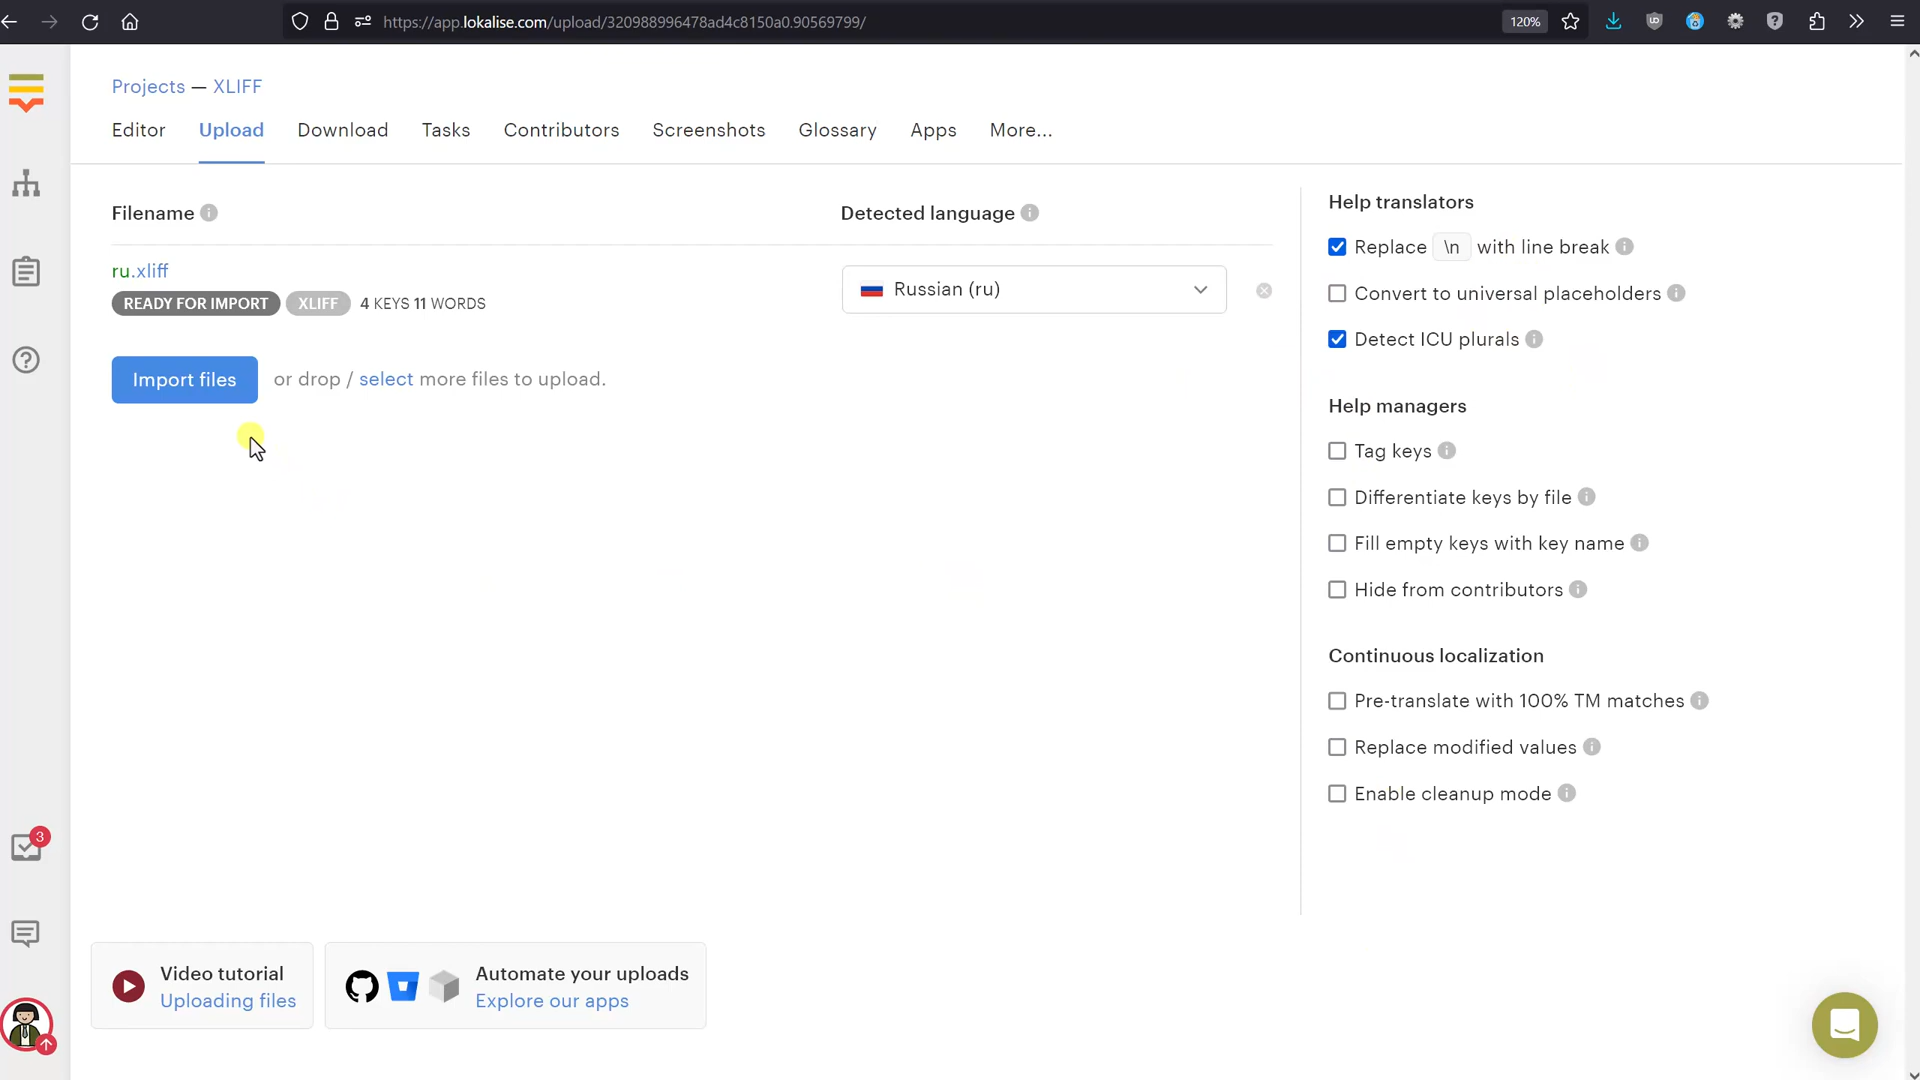 https://app.lokalise.com/upload/320988996478ad4c8150a0.90569799/
120%
Projects — XLIFF
Editor Upload Download Tasks Contributors Screenshots Glossary Apps More...
Filename
Detected language
ru.xliff
READY FOR IMPORT XLIFF 4 KEYS 11 WORDS
Russian (ru)
Import files or drop / select more files to upload.
Help translators
Replace \n with line break
Convert to universal placeholders
Detect ICU plurals
Help managers
Tag keys
Differentiate keys by file
Fill empty keys with key name
Hide from contributors
Continuous localization
Pre-translate with 100% TM matches
Replace modified values
Enable cleanup mode
3
Video tutorial
Uploading files
Automate your uploads
Explore our apps